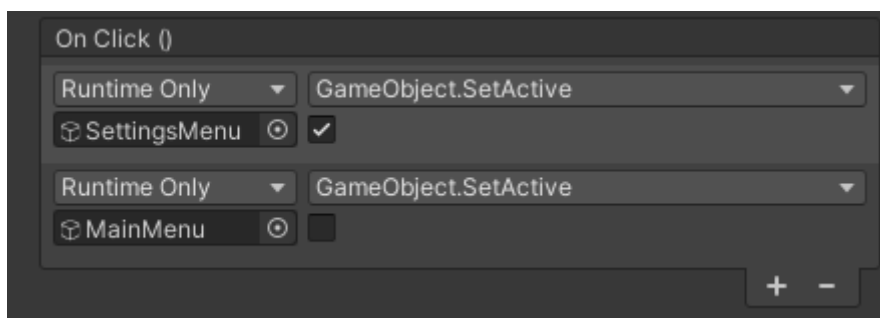 On Click ()
Runtime Only GameObject.SetActive
SettingsMenu
Runtime Only GameObject.SetActive
MainMenu
+ -